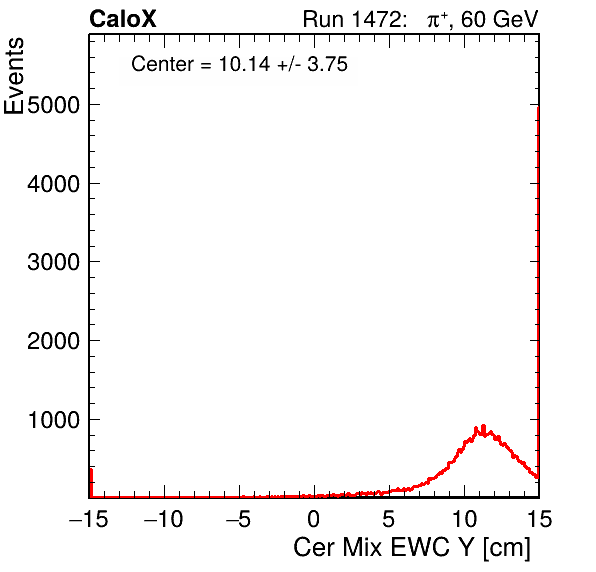 CaloX Run 1472: π⁺, 60 GeV
Center = 10.14 +/- 3.75
Events
5000
4000
3000
2000
1000
−15 −10 −5 0 5 10 15
Cer Mix EWC Y [cm]